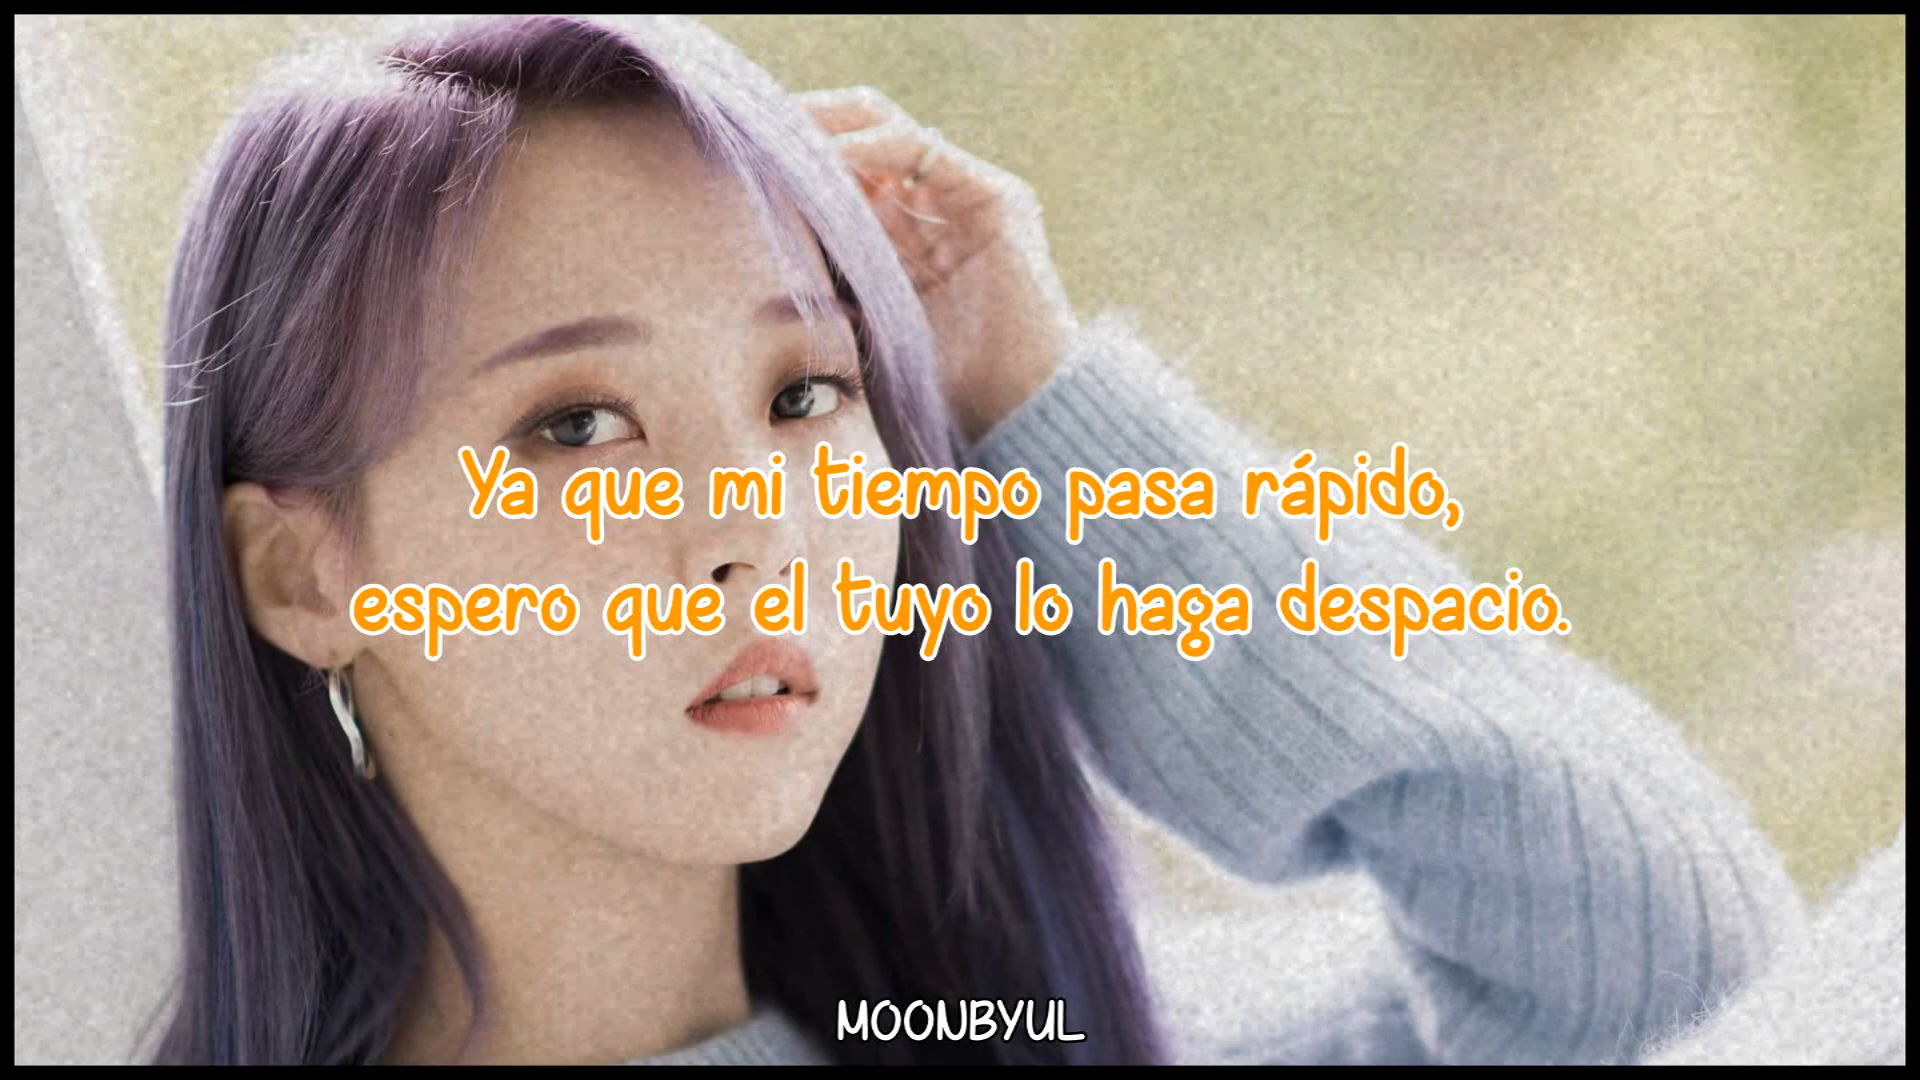 Ya que mi tiempo pasa rápido,
espero que el tuyo lo haga despacio.
MOONBYUL